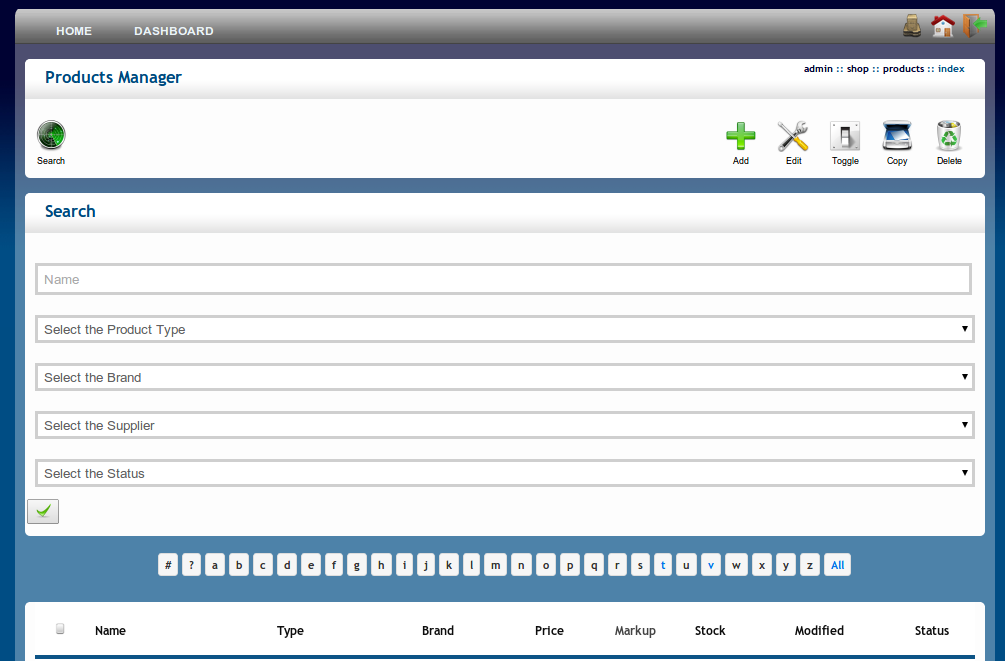 HOME DASHBOARD
Products Manager admin :: shop :: products :: index
Search Add Edit Toggle Copy Delete
Search
Name
Select the Product Type
Select the Brand
Select the Supplier
Select the Status
# ? a b c d e f g h i j k l m n o p q r s t u v w x y z All
Name Type Brand Price Markup Stock Modified Status